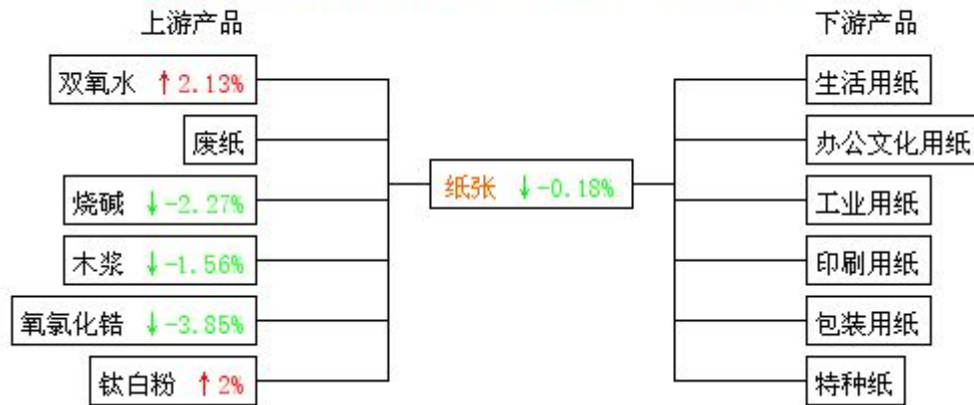 上游产品
下游产品
双氧水 ↑2.13%
废纸
烧碱 ↓-2.27%
木浆 ↓-1.56%
氧氯化锆 ↓-3.85%
钛白粉 ↑2%
纸张 ↓-0.18%
生活用纸
办公文化用纸
工业用纸
印刷用纸
包装用纸
特种纸